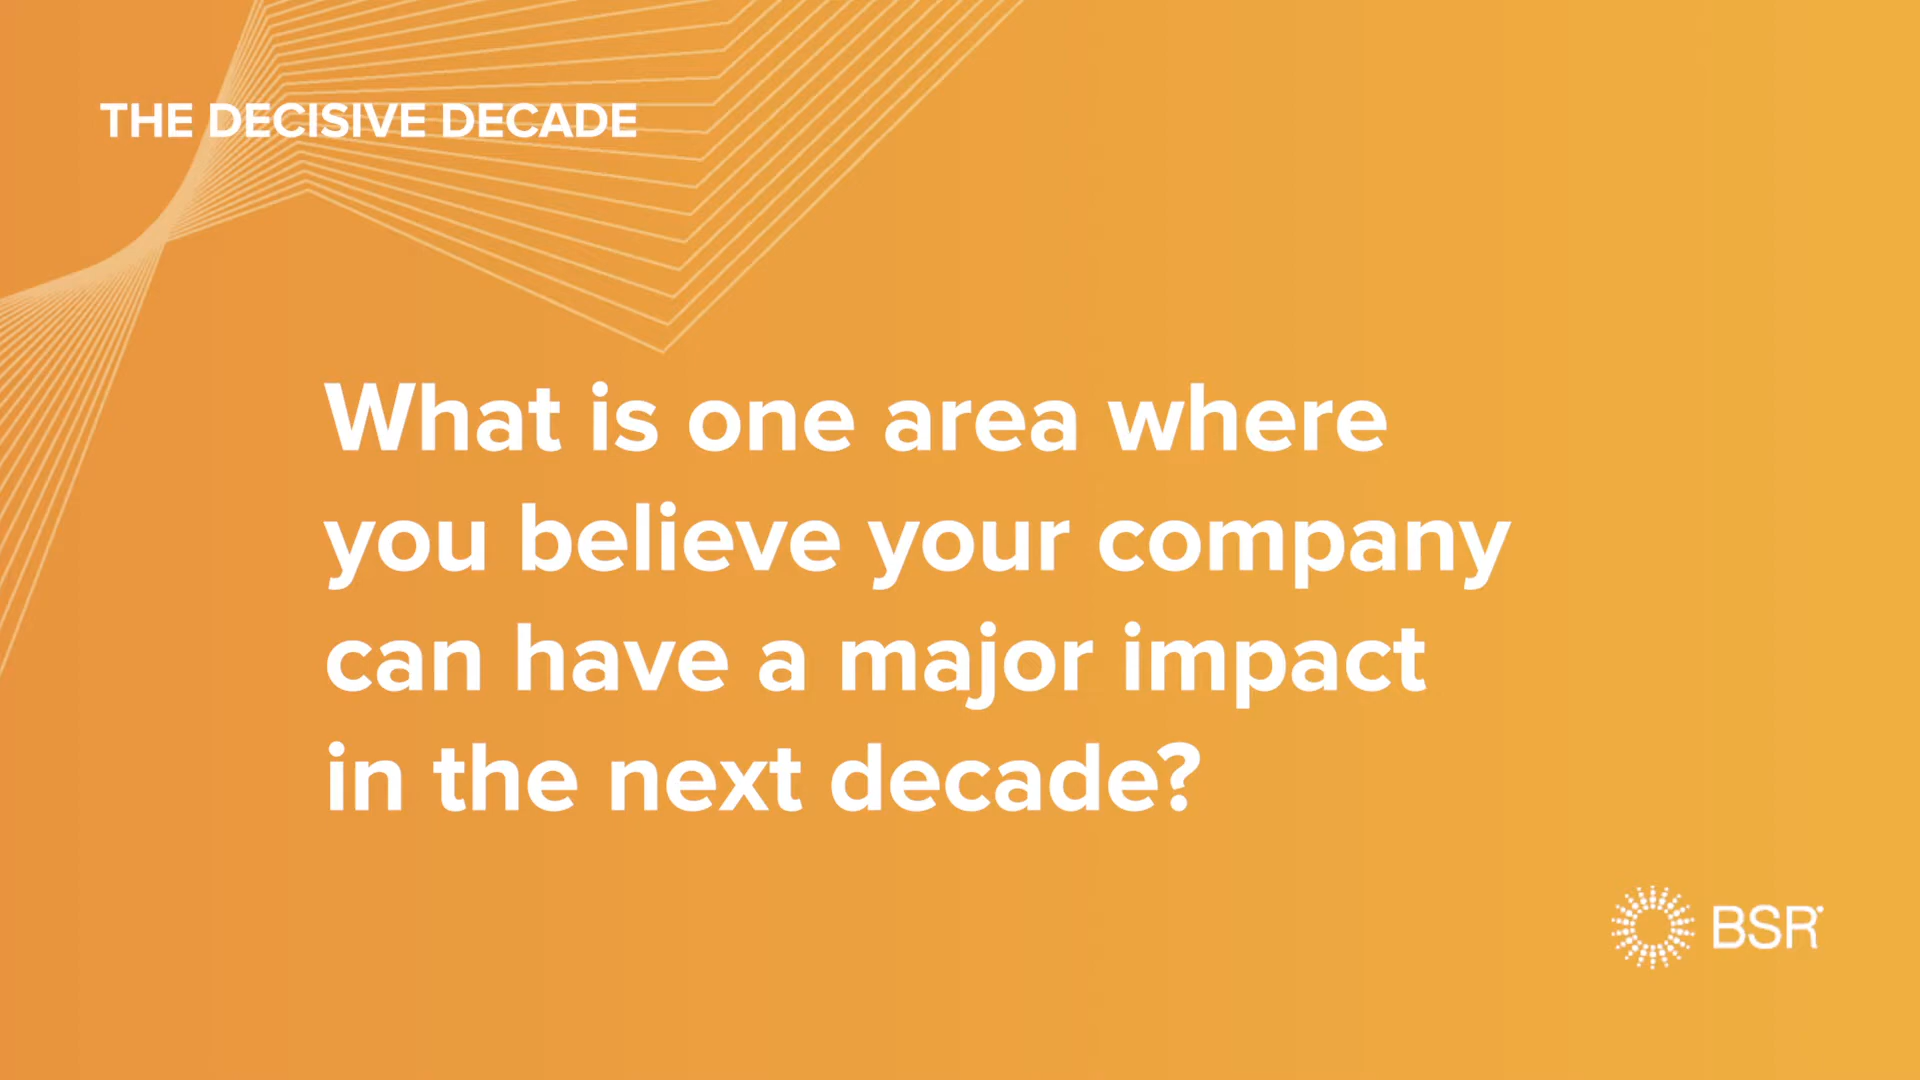 THE DECISIVE DECADE
What is one area where
you believe your company
can have a major impact
in the next decade?
BSR